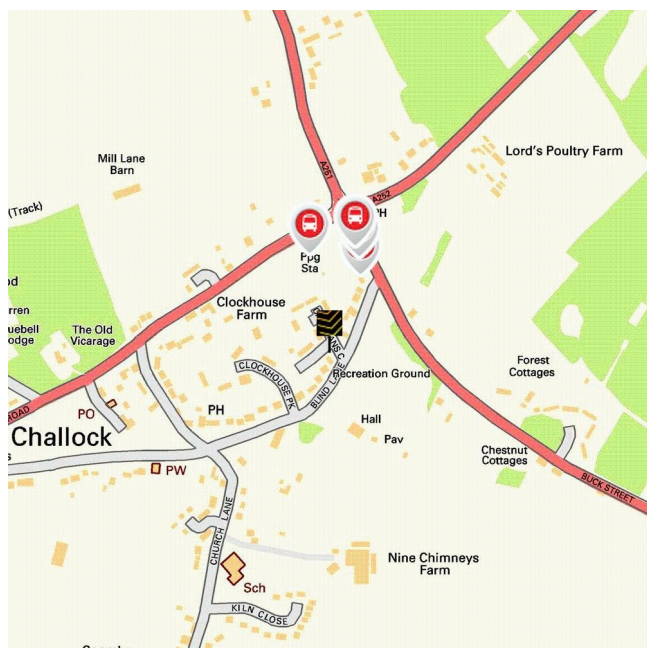 A251
A252
Lord's Poultry Farm
Mill Lane
Barn
PH
(Track)
Ppg
Sta
Clockhouse
Farm
The Old
Vicarage
CLOCKHOUSE PK
BLIND LANE
Recreation Ground
Forest
Cottages
ROAD
PO
PH
Hall
Pav
Challock
PW
Chestnut
Cottages
BUCK STREET
CHURCH LANE
Nine Chimneys
Farm
Sch
KILN CLOSE